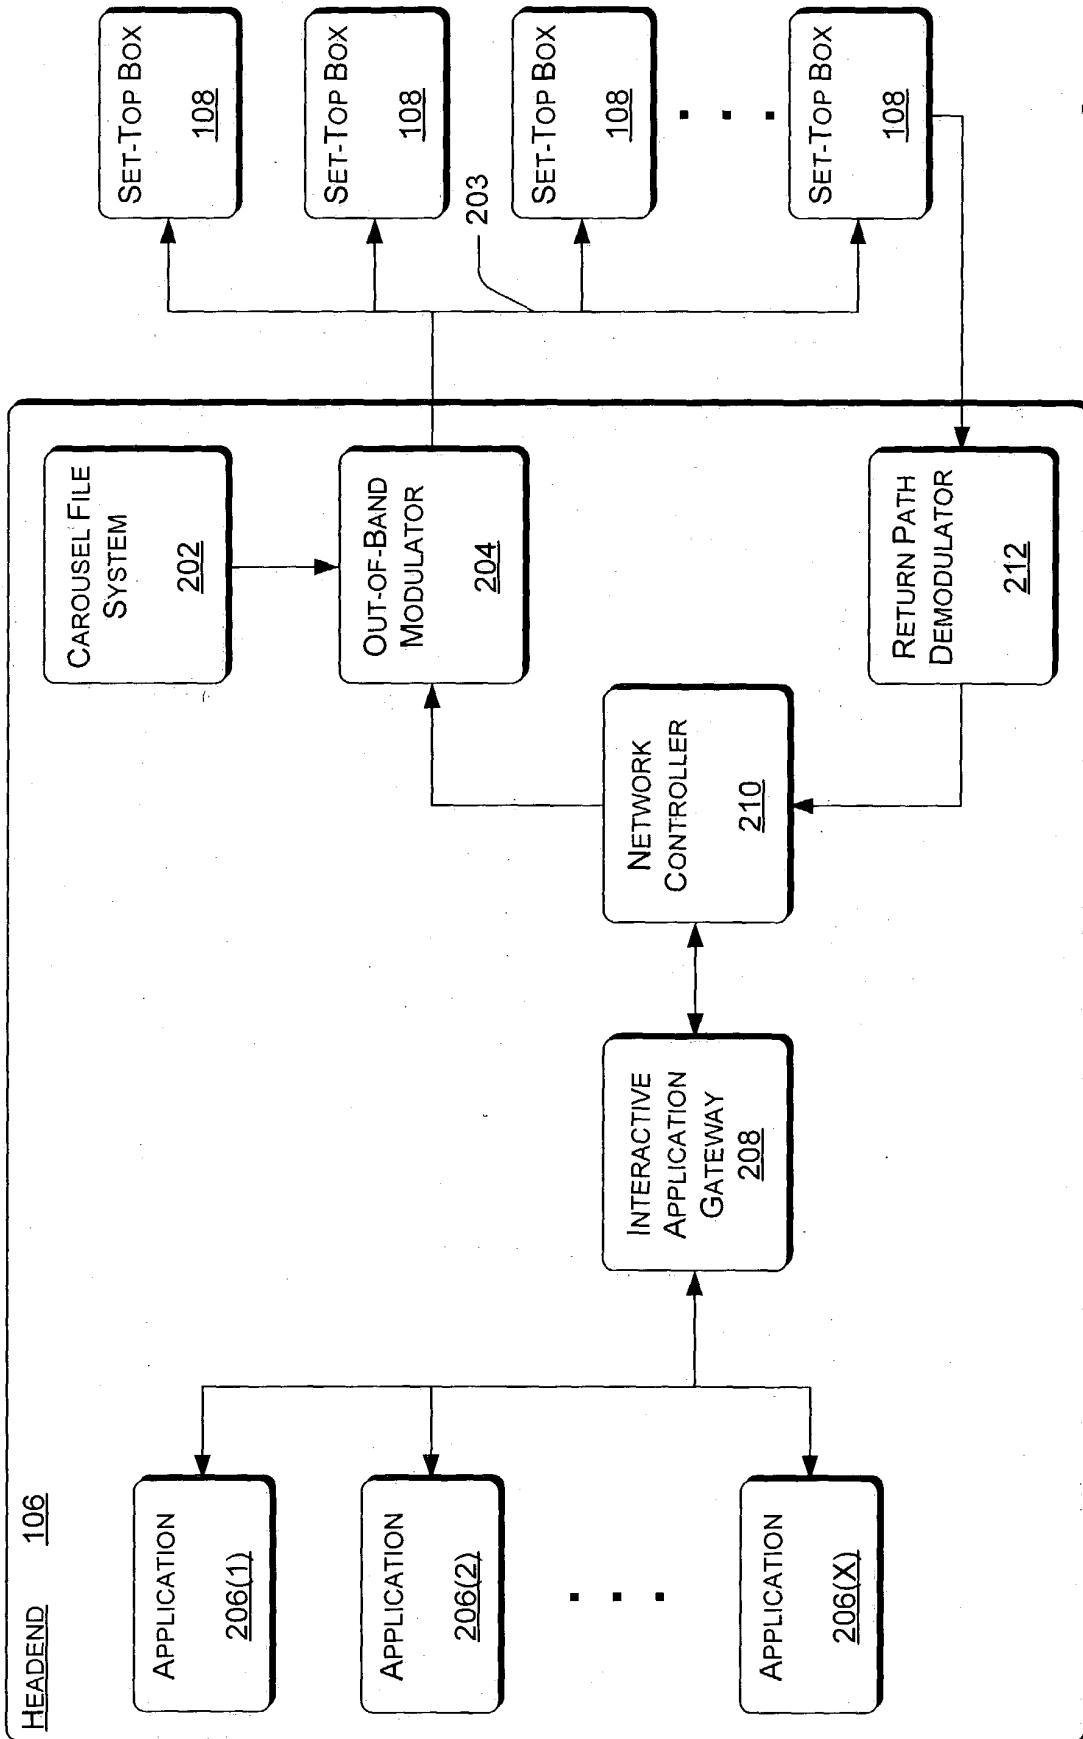 HEADEND 106
APPLICATION
206(1)
APPLICATION
206(2)
APPLICATION
206(X)
INTERACTIVE
APPLICATION
GATEWAY
208
NETWORK
CONTROLLER
210
CAROUSEL FILE
SYSTEM
202
OUT-OF-BAND
MODULATOR
204
RETURN PATH
DEMODULATOR
212
203
SET-TOP BOX
108
SET-TOP BOX
108
SET-TOP BOX
108
SET-TOP BOX
108